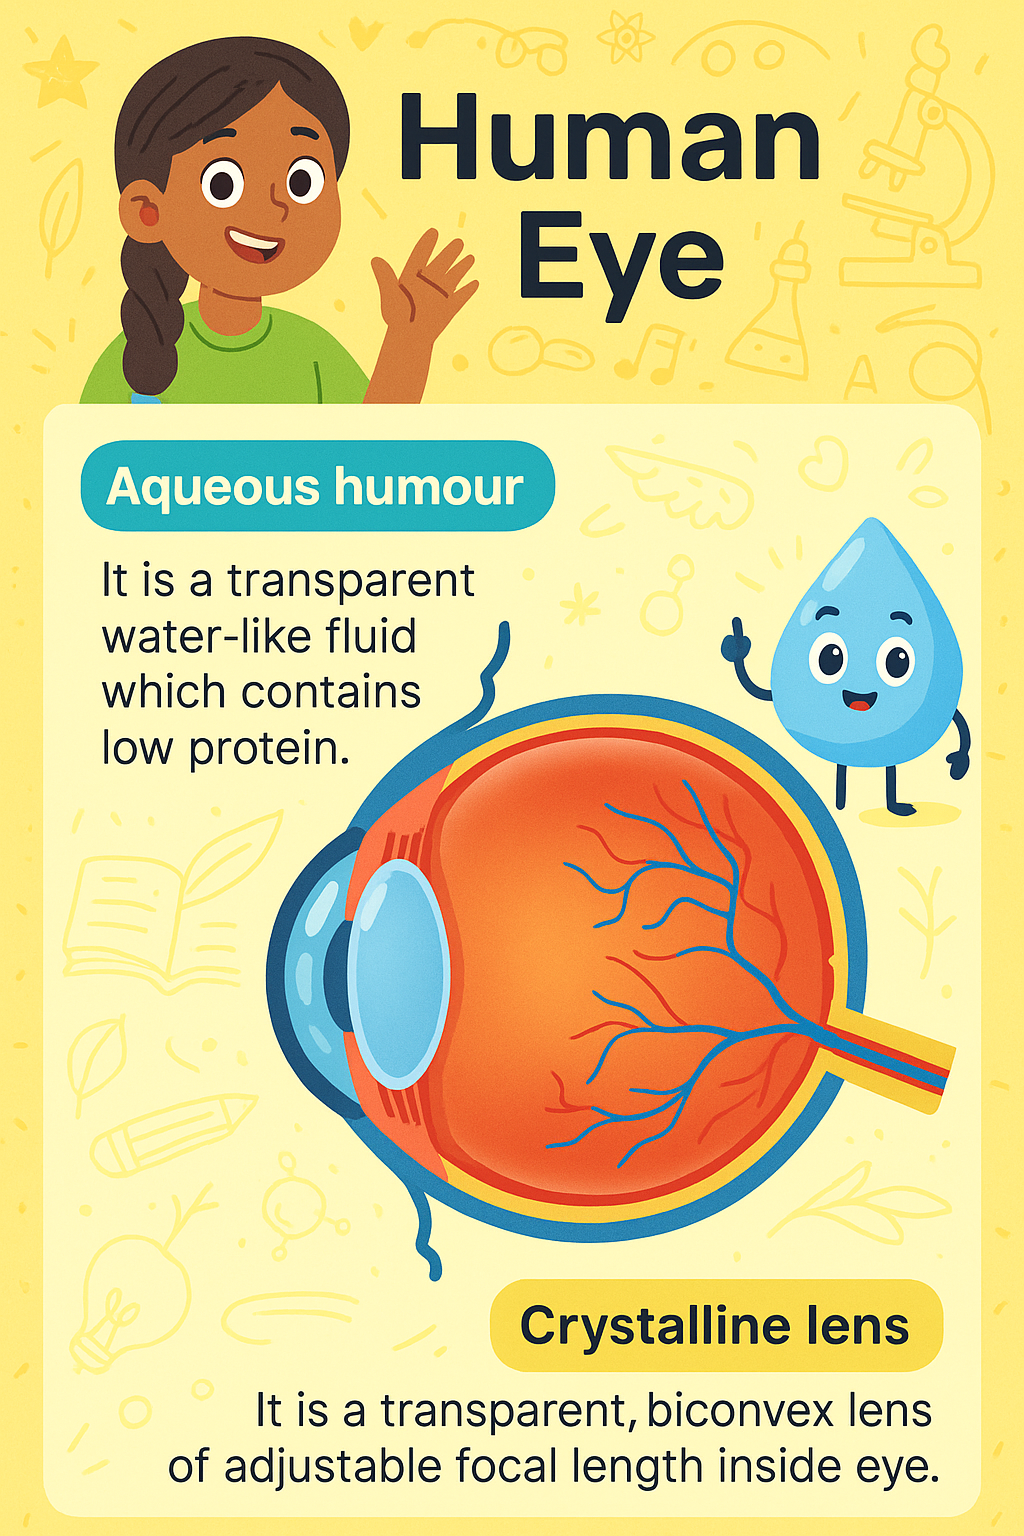 Human
Eye
Aqueous humour
It is a transparent
water-like fluid
which contains
low protein.
Crystalline lens
It is a transparent, biconvex lens
of adjustable focal length inside eye.
A